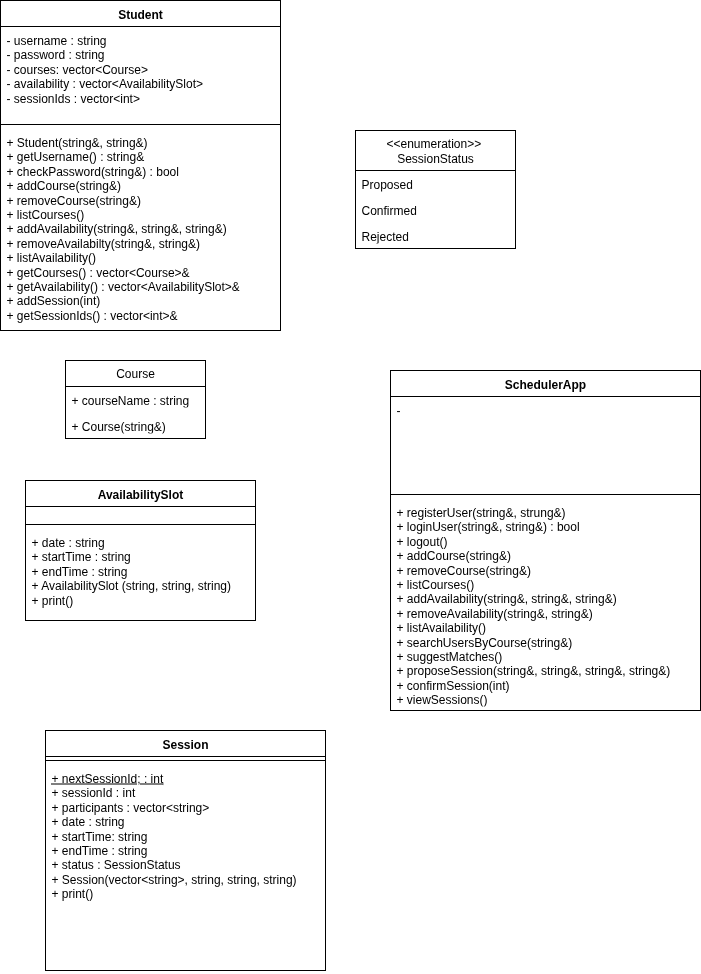 Student
- username : string
- password : string
- courses: vector<Course>
- availability : vector<AvailabilitySlot>
- sessionIds : vector<int>
+ Student(string&, string&)
+ getUsername() : string&
+ checkPassword(string&) : bool
+ addCourse(string&)
+ removeCourse(string&)
+ listCourses()
+ addAvailability(string&, string&, string&)
+ removeAvailabilty(string&, string&)
+ listAvailability()
+ getCourses() : vector<Course>&
+ getAvailability() : vector<AvailabilitySlot>&
+ addSession(int)
+ getSessionIds() : vector<int>&
<<enumeration>>
SessionStatus
Proposed
Confirmed
Rejected
Course
+ courseName : string
+ Course(string&)
SchedulerApp
-
+ registerUser(string&, strung&)
+ loginUser(string&, string&) : bool
+ logout()
+ addCourse(string&)
+ removeCourse(string&)
+ listCourses()
+ addAvailability(string&, string&, string&)
+ removeAvailability(string&, string&)
+ listAvailability()
+ searchUsersByCourse(string&)
+ suggestMatches()
+ proposeSession(string&, string&, string&, string&)
+ confirmSession(int)
+ viewSessions()
AvailabilitySlot
+ date : string
+ startTime : string
+ endTime : string
+ AvailabilitySlot (string, string, string)
+ print()
Session
+ nextSessionId; : int
+ sessionId : int
+ participants : vector<string>
+ date : string
+ startTime: string
+ endTime : string
+ status : SessionStatus
+ Session(vector<string>, string, string, string)
+ print()